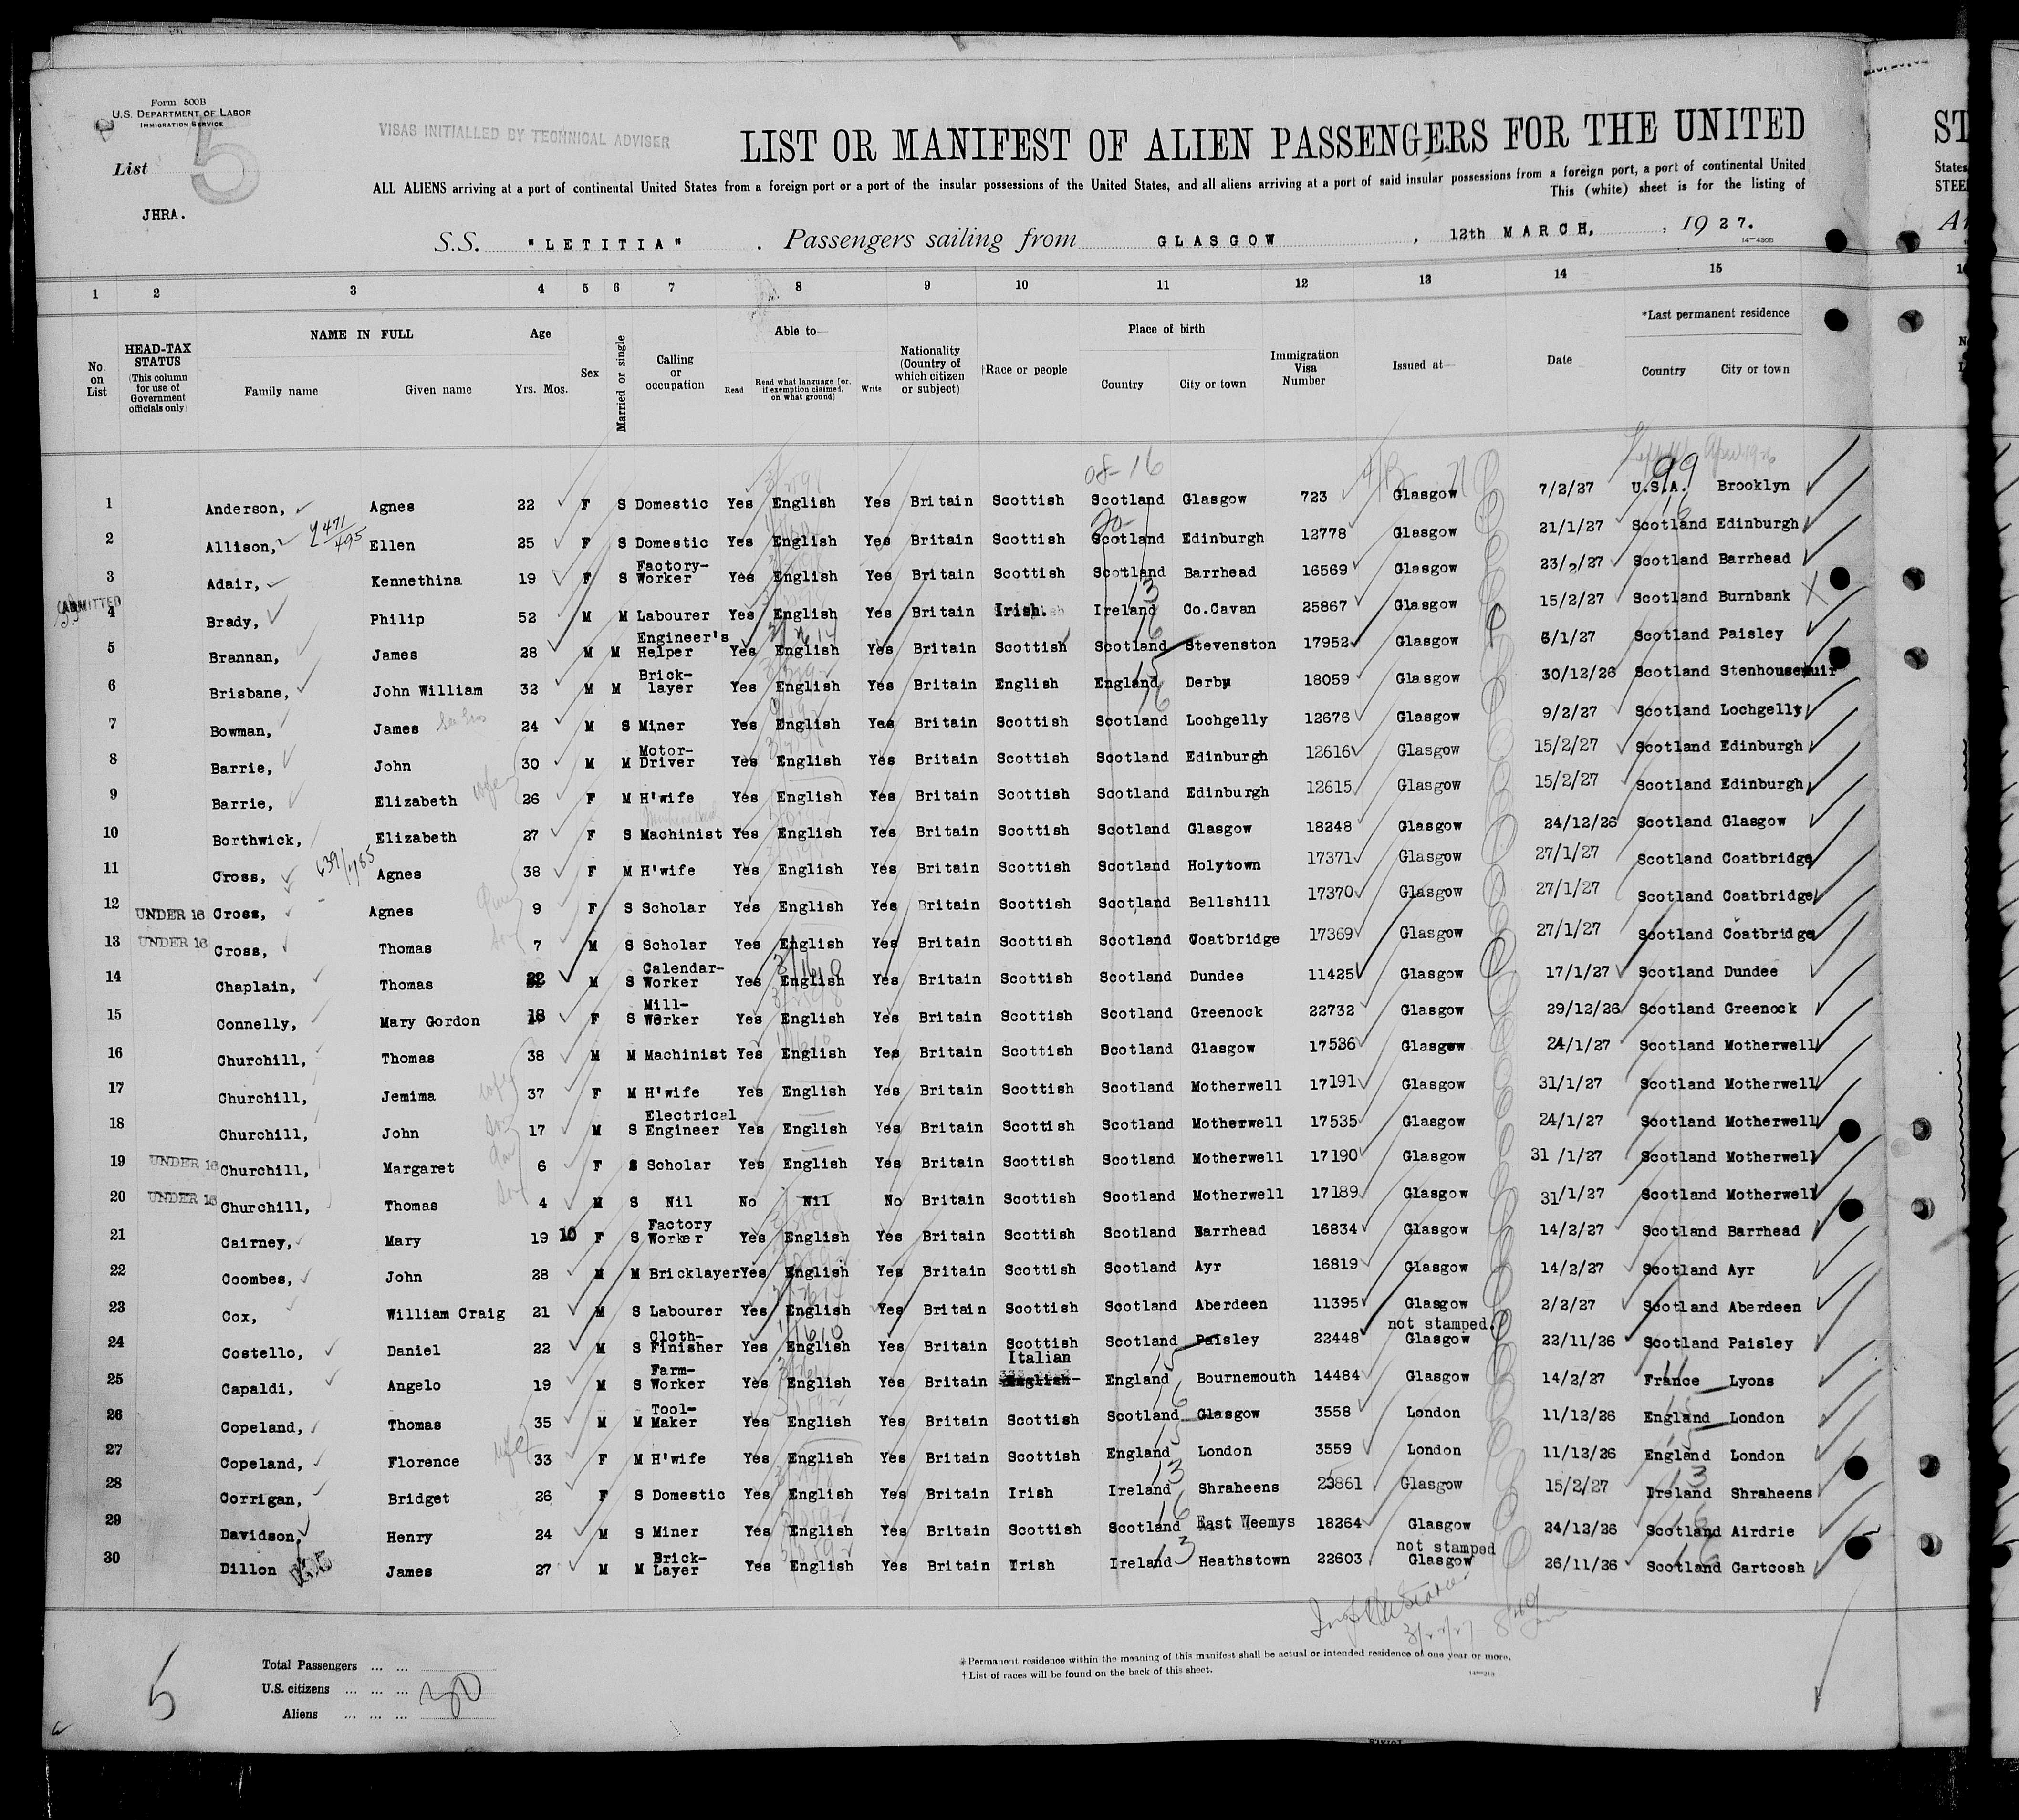 Form 500B
U.S. DEPARTMENT OF LABOR
IMMIGRATION SERVICE
List 5
JHRA.
VISAS INITIALLED BY TECHNICAL ADVISER
LIST OR MANIFEST OF ALIEN PASSENGERS FOR THE UNITED
ALL ALIENS arriving at a port of continental United States from a foreign port or a port of the insular possessions of the United States, and all aliens arriving at a port of said insular possessions from a foreign port, a port of continental United
This (white) sheet is for the listing of
S.S. "LETITIA" . Passengers sailing from GLASGOW , 12th MARCH, , 1927.
1 2 3 4 5 6 7 8 9 10 11 12 13 14 15
No. on List
HEAD-TAX STATUS (This column for use of Government officials only)
NAME IN FULL
Family name Given name
Age Yrs. Mos.
Sex
Married or single
Calling or occupation
Able to—
Read Read what language [or, if exemption claimed, on what ground] Write
Nationality (Country of which citizen or subject)
†Race or people
Place of birth
Country City or town
Immigration Visa Number
Issued at—
Date
*Last permanent residence
Country City or town
1 Anderson, Agnes 22 F S Domestic Yes English Yes Britain Scottish Scotland Glasgow 723 Glasgow 7/2/27 U.S.A. Brooklyn
2 Allison, Ellen 25 F S Domestic Yes English Yes Britain Scottish Scotland Edinburgh 12778 Glasgow 21/1/27 Scotland Edinburgh
3 Adair, Kennethina 19 F S Factory-Worker Yes English Yes Britain Scottish Scotland Barrhead 16569 Glasgow 23/2/27 Scotland Barrhead
ADMITTED
4 Brady, Philip 52 M M Labourer Yes English Yes Britain Irish. Ireland Co.Cavan 25867 Glasgow 15/2/27 Scotland Burnbank
5 Brannan, James 28 M M Engineer's Helper Yes English Yes Britain Scottish Scotland Stevenston 17952 Glasgow 6/1/27 Scotland Paisley
6 Brisbane, John William 32 M M Brick-layer Yes English Yes Britain English England Derby 18059 Glasgow 30/12/26 Scotland Stenhousemuir
7 Bowman, James 24 M S Miner Yes English Yes Britain Scottish Scotland Lochgelly 12676 Glasgow 9/2/27 Scotland Lochgelly
8 Barrie, John 30 M M Motor-Driver Yes English Yes Britain Scottish Scotland Edinburgh 12616 Glasgow 15/2/27 Scotland Edinburgh
9 Barrie, Elizabeth wife 26 F M H'wife Yes English Yes Britain Scottish Scotland Edinburgh 12615 Glasgow 15/2/27 Scotland Edinburgh
10 Borthwick, Elizabeth 27 F S Machinist Yes English Yes Britain Scottish Scotland Glasgow 18248 Glasgow 24/12/26 Scotland Glasgow
11 Cross, Agnes 38 F M H'wife Yes English Yes Britain Scottish Scotland Holytown 17371 Glasgow 27/1/27 Scotland Coatbridge
12 UNDER 16 Cross, Agnes 9 F S Scholar Yes English Yes Britain Scottish Scotland Bellshill 17370 Glasgow 27/1/27 Scotland Coatbridge
13 UNDER 16 Cross, Thomas 7 M S Scholar Yes English Yes Britain Scottish Scotland Coatbridge 17369 Glasgow 27/1/27 Scotland Coatbridge
14 Chaplain, Thomas 22 M S Calendar-Worker Yes English Yes Britain Scottish Scotland Dundee 11425 Glasgow 17/1/27 Scotland Dundee
15 Connelly, Mary Gordon 18 F S Mill-Worker Yes English Yes Britain Scottish Scotland Greenock 22732 Glasgow 29/12/26 Scotland Greenock
16 Churchill, Thomas 38 M M Machinist Yes English Yes Britain Scottish Scotland Glasgow 17536 Glasgow 24/1/27 Scotland Motherwell
17 Churchill, Jemima wife 37 F M H'wife Yes English Yes Britain Scottish Scotland Motherwell 17191 Glasgow 31/1/27 Scotland Motherwell
18 Churchill, John son 17 M S Electrical Engineer Yes English Yes Britain Scottish Scotland Motherwell 17535 Glasgow 24/1/27 Scotland Motherwell
19 UNDER 16 Churchill, Margaret 6 F S Scholar Yes English Yes Britain Scottish Scotland Motherwell 17190 Glasgow 31/1/27 Scotland Motherwell
20 UNDER 16 Churchill, Thomas son 4 M S Nil No Nil No Britain Scottish Scotland Motherwell 17189 Glasgow 31/1/27 Scotland Motherwell
21 Cairney, Mary 19 10 F S Factory Worker Yes English Yes Britain Scottish Scotland Barrhead 16834 Glasgow 14/2/27 Scotland Barrhead
22 Coombes, John 28 M M Bricklayer Yes English Yes Britain Scottish Scotland Ayr 16819 Glasgow 14/2/27 Scotland Ayr
23 Cox, William Craig 21 M S Labourer Yes English Yes Britain Scottish Scotland Aberdeen 11395 Glasgow 2/2/27 Scotland Aberdeen
24 Costello, Daniel 22 M S Cloth-Finisher Yes English Yes Britain Scottish Scotland Paisley 22448 not stamped. Glasgow 22/11/26 Scotland Paisley
25 Capaldi, Angelo 19 M S Farm-Worker Yes English Yes Britain Italian England Bournemouth 14484 Glasgow 14/2/27 France Lyons
26 Copeland, Thomas 35 M M Tool-Maker Yes English Yes Britain Scottish Scotland Glasgow 3558 London 11/12/26 England London
27 Copeland, Florence wife 33 F M H'wife Yes English Yes Britain Scottish England London 3559 London 11/12/26 England London
28 Corrigan, Bridget 26 F S Domestic Yes English Yes Britain Irish Ireland Shraheens 23861 Glasgow 15/2/27 Ireland Shraheens
29 Davidson, Henry 24 M S Miner Yes English Yes Britain Scottish Scotland East Weemys 18264 Glasgow 24/12/26 Scotland Airdrie
30 Dillon James 27 M M Brick-Layer Yes English Yes Britain Irish Ireland Heathstown 22603 not stamped Glasgow 26/11/26 Scotland Gartcosh
5
Total Passengers ... ...
U.S. citizens ... ... ... 30
Aliens ... ... ...
* Permanent residence within the meaning of this manifest shall be actual or intended residence of one year or more.
† List of races will be found on the back of this sheet.